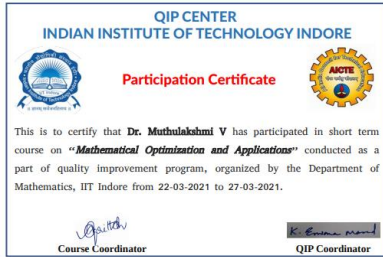 QIP CENTER
INDIAN INSTITUTE OF TECHNOLOGY INDORE
Participation Certificate
AICTE
This is to certify that Dr. Muthulakshmi V has participated in short term
course on “Mathematical Optimization and Applications” conducted as a
part of quality improvement program, organized by the Department of
Mathematics, IIT Indore from 22-03-2021 to 27-03-2021.
Course Coordinator
QIP Coordinator